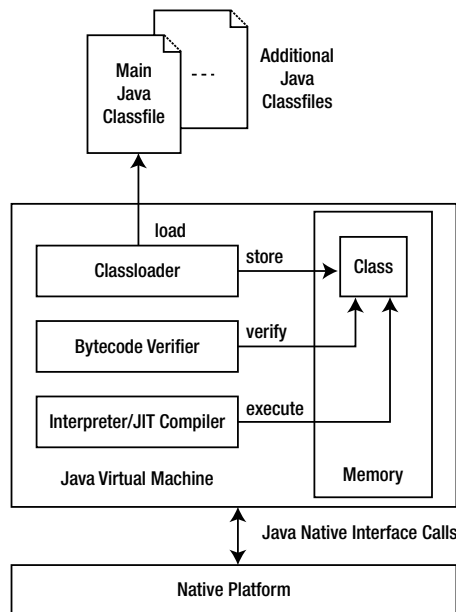 Main
Java
Classfile
---
Additional
Java
Classfiles
load
Classloader
store
Class
Bytecode Verifier
verify
Interpreter/JIT Compiler
execute
Java Virtual Machine
Memory
Java Native Interface Calls
Native Platform